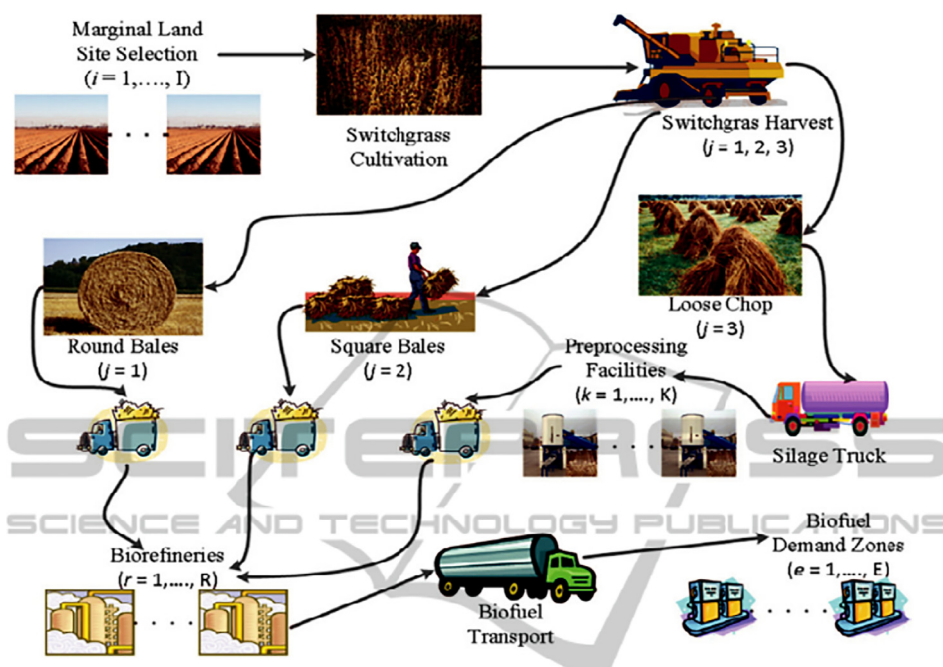 Marginal Land
Site Selection
(i = 1,…., I)
Switchgrass
Cultivation
Switchgras Harvest
(j = 1, 2, 3)
Round Bales
(j = 1)
Square Bales
(j = 2)
Loose Chop
(j = 3)
Preprocessing
Facilities
(k = 1,…., K)
Silage Truck
SCITEPRESS
SCIENCE AND TECHNOLOGY PUBLICATIONS
Biorefineries
(r = 1,…., R)
Biofuel
Transport
Biofuel
Demand Zones
(e = 1,…., E)